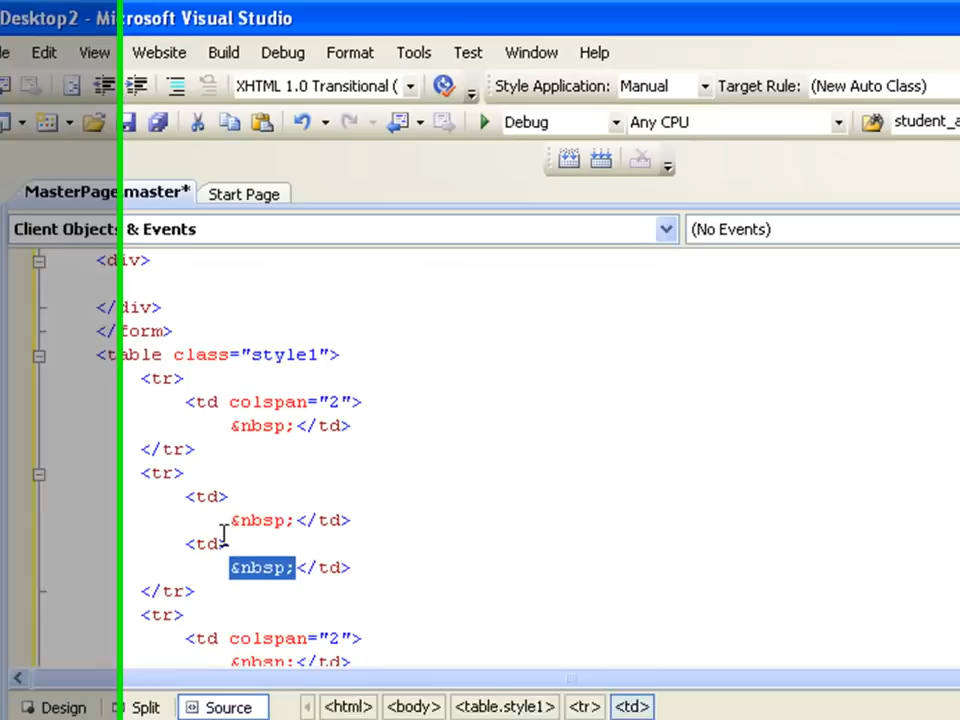 Desktop2 - Microsoft Visual Studio
Edit View Website Build Debug Format Tools Test Window Help
XHTML 1.0 Transitional ( Style Application: Manual Target Rule: (New Auto Class)
Debug Any CPU student_a
MasterPage.master* Start Page
Client Objects & Events (No Events)
<div>
</div>
</form>
<table class="style1">
<tr>
<td colspan="2">
&nbsp;</td>
</tr>
<tr>
<td>
&nbsp;</td>
<td>
&nbsp;</td>
</tr>
<tr>
<td colspan="2">
&nbsp;</td>
Design Split Source <html> <body> <table.style1> <tr> <td>